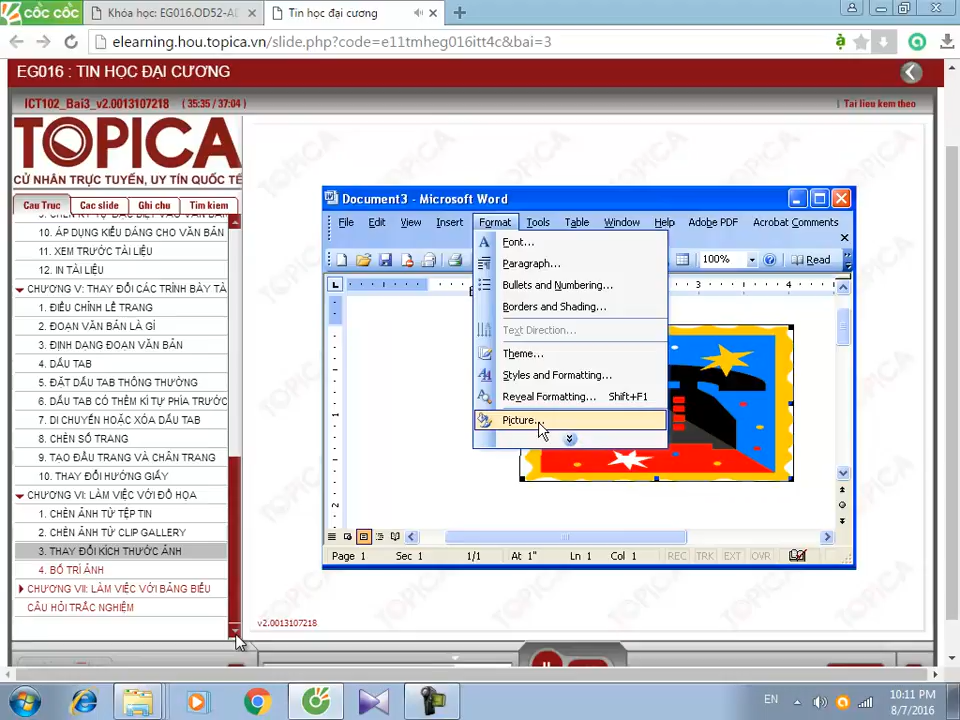 cốc cốc
Khóa học: EG016.OD52-AD
Tin học đại cương
elearning.hou.topica.vn/slide.php?code=e11tmheg016itt4c&bai=3
EG016 : TIN HỌC ĐẠI CƯƠNG
ICT102_Bai3_v2.0013107218 ( 35:35 / 37:04 )
Tai lieu kem theo
TOPICA
CỬ NHÂN TRỰC TUYẾN, UY TÍN QUỐC TẾ
Cau Truc
Cac slide
Ghi chu
Tim kiem
10. ÁP DỤNG KIỂU DÁNG CHO VĂN BẢN
11. XEM TRƯỚC TÀI LIỆU
12. IN TÀI LIỆU
CHƯƠNG V: THAY ĐỔI CÁC TRÌNH BÀY TÀ
1. ĐIỀU CHỈNH LỀ TRANG
2. ĐOẠN VĂN BẢN LÀ GÌ
3. ĐỊNH DẠNG ĐOẠN VĂN BẢN
4. DẤU TAB
5. ĐẶT DẤU TAB THÔNG THƯỜNG
6. DẤU TAB CÓ THÊM KÍ TỰ PHÍA TRƯỚC
7. DI CHUYỂN HOẶC XÓA DẤU TAB
8. CHÈN SỐ TRANG
9. TẠO ĐẦU TRANG VÀ CHÂN TRANG
10. THAY ĐỔI HƯỚNG GIẤY
CHƯƠNG VI: LÀM VIỆC VỚI ĐỒ HỌA
1. CHÈN ẢNH TỪ TỆP TIN
2. CHÈN ẢNH TỪ CLIP GALLERY
3. THAY ĐỔI KÍCH THƯỚC ẢNH
4. BỐ TRÍ ẢNH
CHƯƠNG VII: LÀM VIỆC VỚI BẢNG BIỂU
CÂU HỎI TRẮC NGHIỆM
Document3 - Microsoft Word
File Edit View Insert Format Tools Table Window Help Adobe PDF Acrobat Comments
100%
Read
Font...
Paragraph...
Bullets and Numbering...
Borders and Shading...
Text Direction...
Theme...
Styles and Formatting...
Reveal Formatting... Shift+F1
Picture...
3 4
Page 1 Sec 1 1/1 At 1" Ln 1 Col 1 REC TRK EXT OVR
v2.0013107218
EN
10:11 PM
8/7/2016